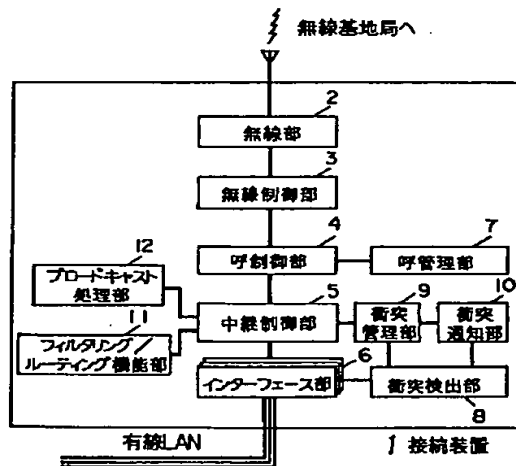 無線基地局へ
2
無線部
3
無線制御部
4
呼制御部
7
呼管理部
12
ブロードキャスト
処理部
5
中継制御部
9
衝突
管理部
10
衝突
通知部
11
フィルタリング/
ルーティング機能部
6
インターフェース部
衝突検出部
8
有線LAN
1 接続装置